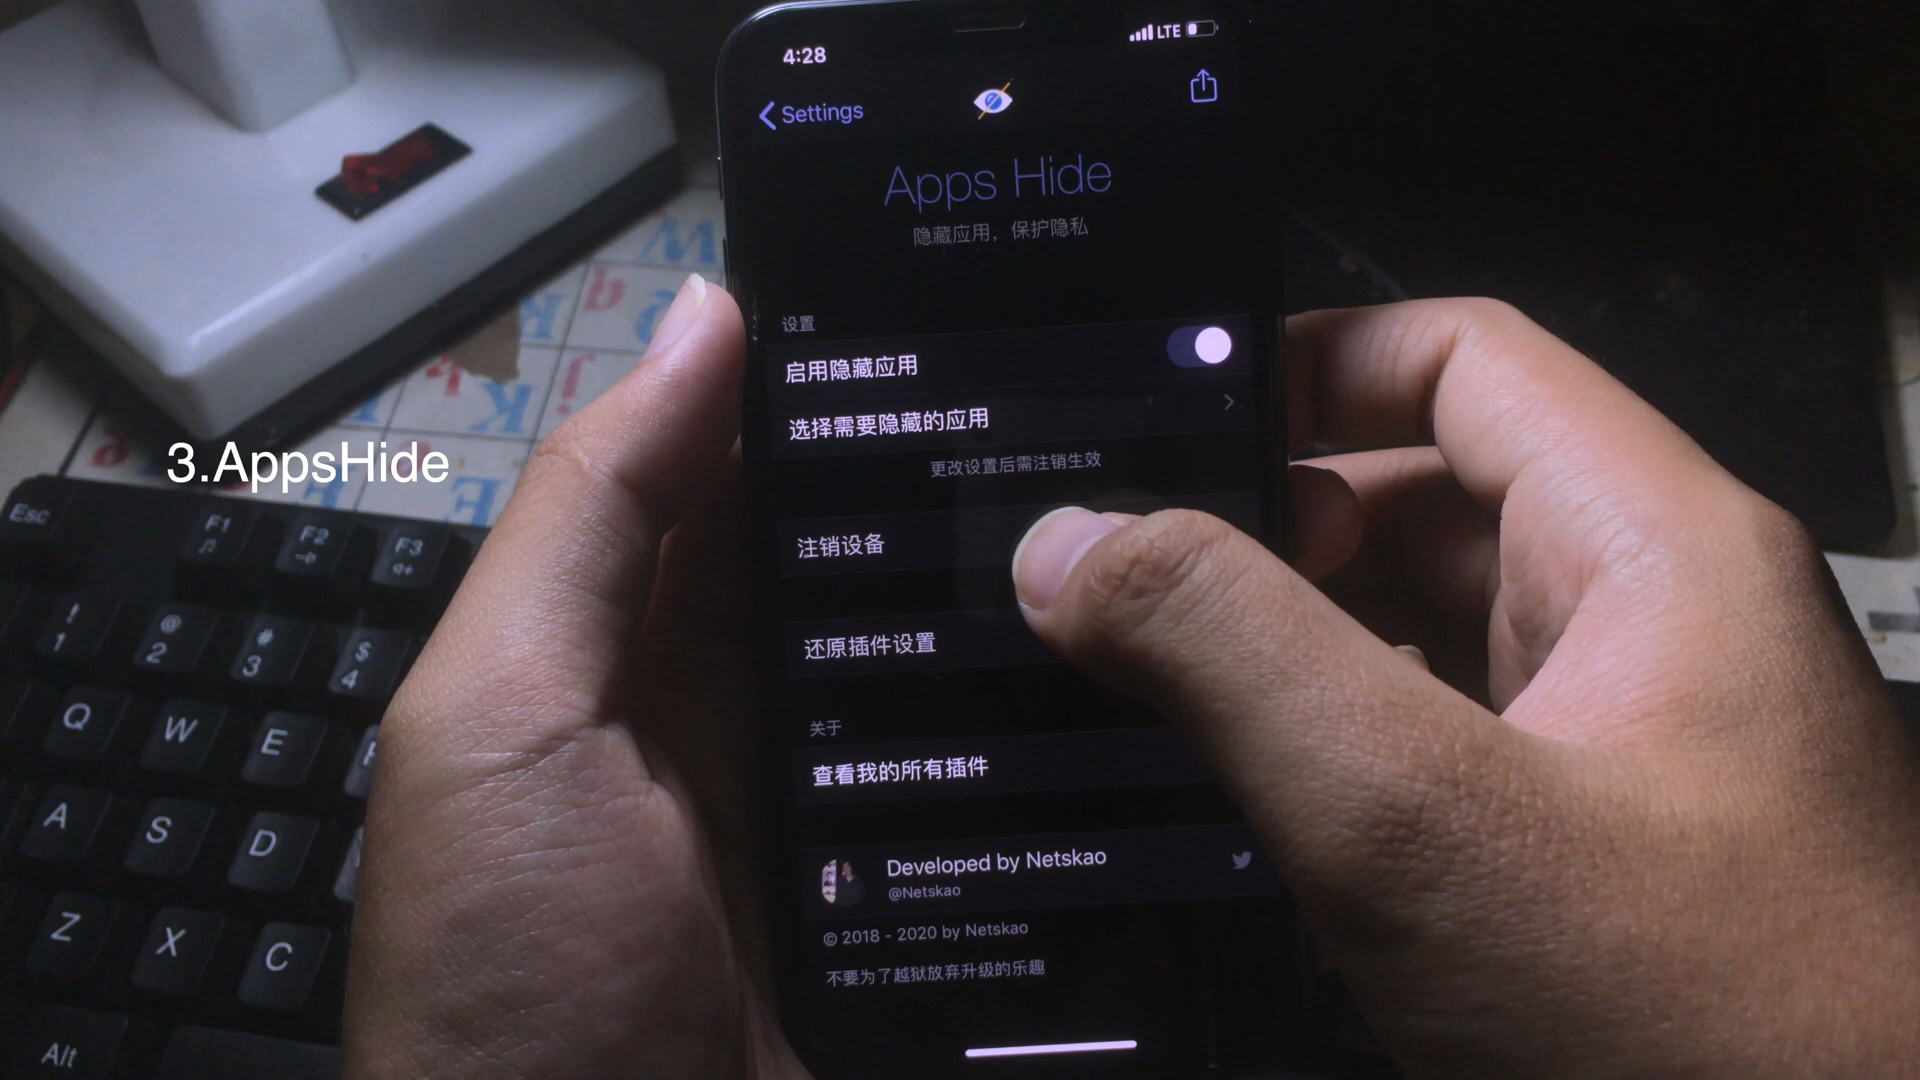 4:28
LTE
Settings
Apps Hide
隐藏应用，保护隐私
设置
启用隐藏应用
选择需要隐藏的应用
更改设置后需注销生效
注销设备
还原插件设置
关于
查看我的所有插件
Developed by Netskao
@Netskao
© 2018 - 2020 by Netskao
不要为了越狱放弃升级的乐趣
3.AppsHide
Esc
F1
F2
F3
! 1
@ 2
# 3
$ 4
Q
W
E
A
S
D
Z
X
C
Alt
W
q
j
K
k
E